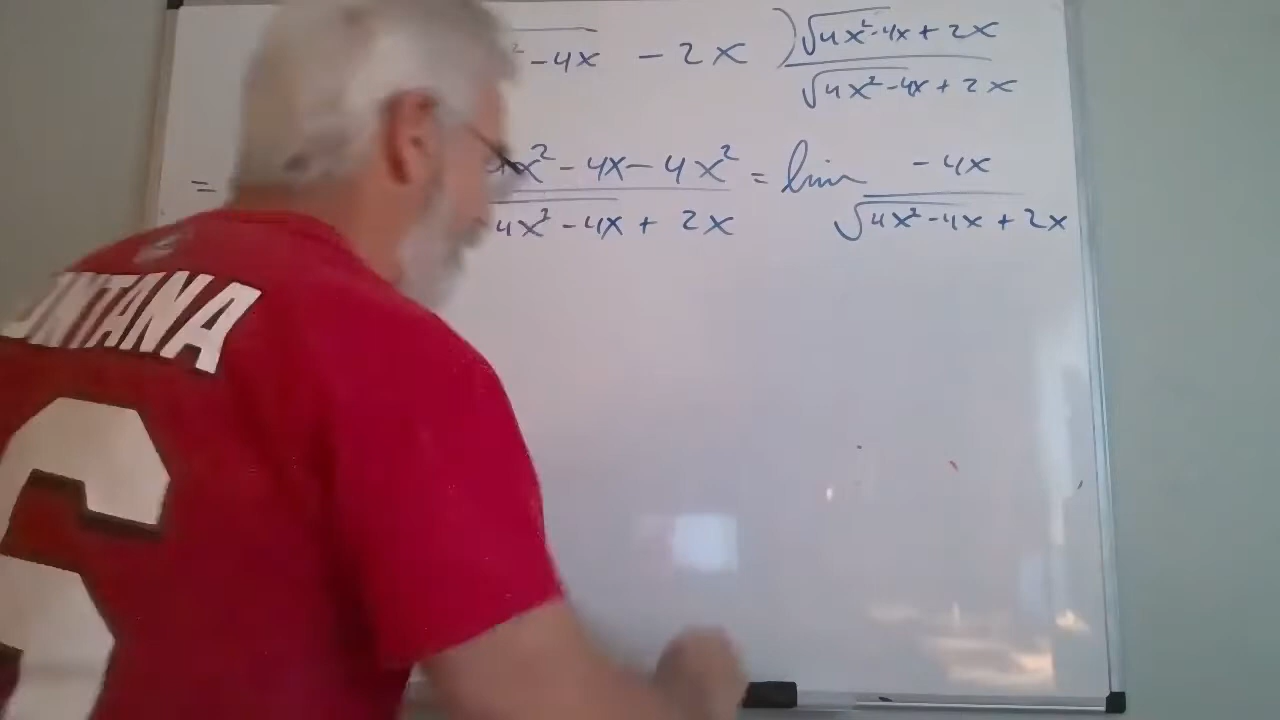 ² - 4x - 2x ) √4x² - 4x + 2x
√4x² - 4x + 2x
= 4x² - 4x - 4x² = lim -4x
4x² - 4x + 2x √4x² - 4x + 2x
ONTANA